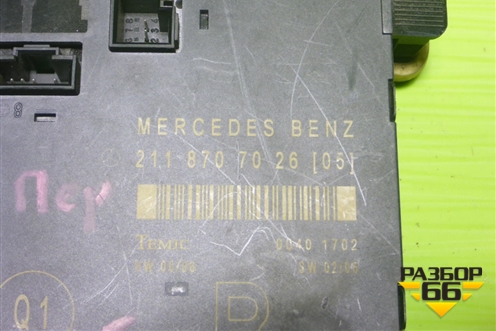 MERCEDES BENZ
211 870 70 26 [05]
TEMIC 0040 1702
Пер
Q1
РАЗБОР
66